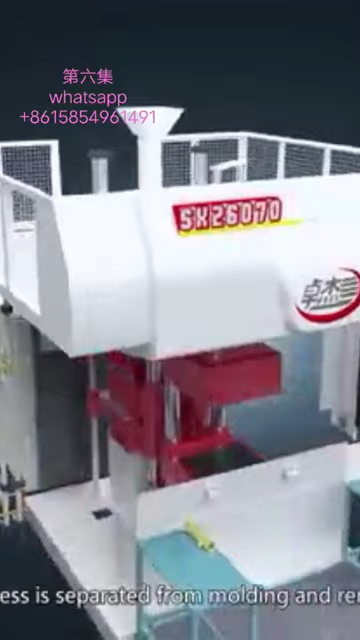 第六集
whatsapp
+8615854961491
SX26070
卓杰
ess is separated from molding and re